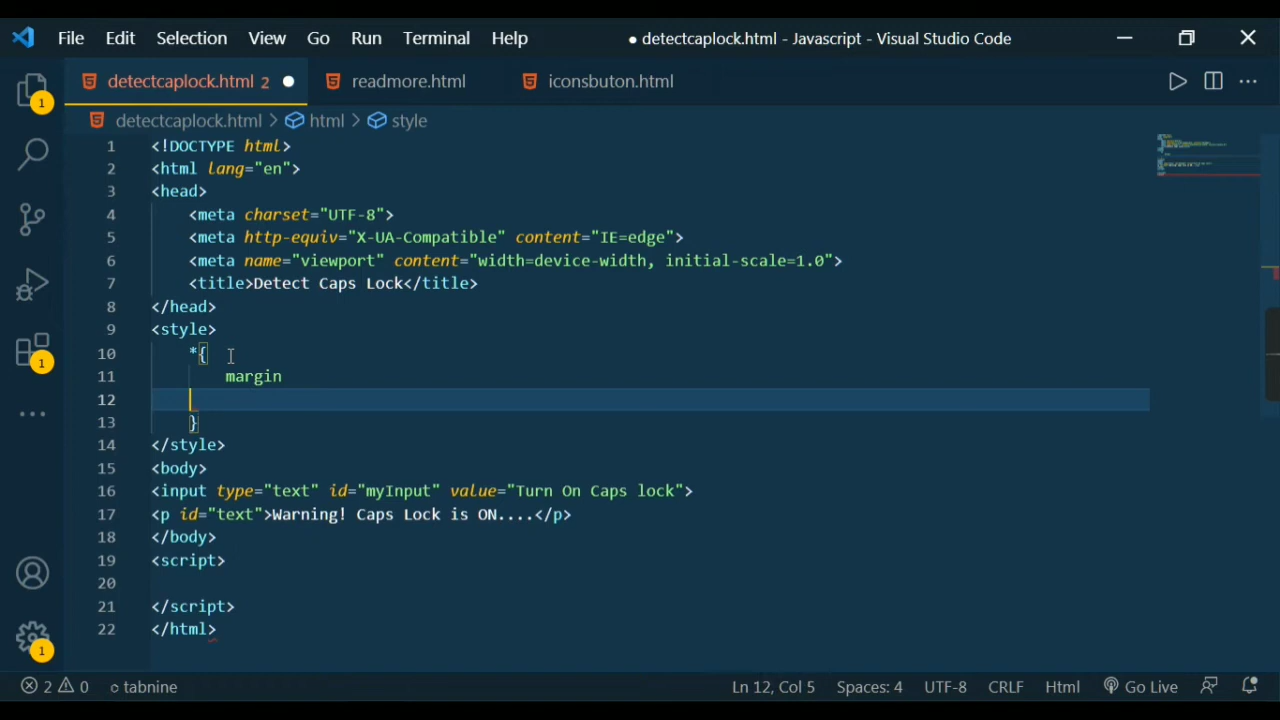 File Edit Selection View Go Run Terminal Help ● detectcaplock.html - Javascript - Visual Studio Code
detectcaplock.html 2 ● readmore.html iconsbuton.html
detectcaplock.html > html > style
1 <!DOCTYPE html>
2 <html lang="en">
3 <head>
4 <meta charset="UTF-8">
5 <meta http-equiv="X-UA-Compatible" content="IE=edge">
6 <meta name="viewport" content="width=device-width, initial-scale=1.0">
7 <title>Detect Caps Lock</title>
8 </head>
9 <style>
10 *{
11 margin
12
13 }
14 </style>
15 <body>
16 <input type="text" id="myInput" value="Turn On Caps lock">
17 <p id="text">Warning! Caps Lock is ON....</p>
18 </body>
19 <script>
20
21 </script>
22 </html>
1
1
1
2 0 tabnine Ln 12, Col 5 Spaces: 4 UTF-8 CRLF Html Go Live